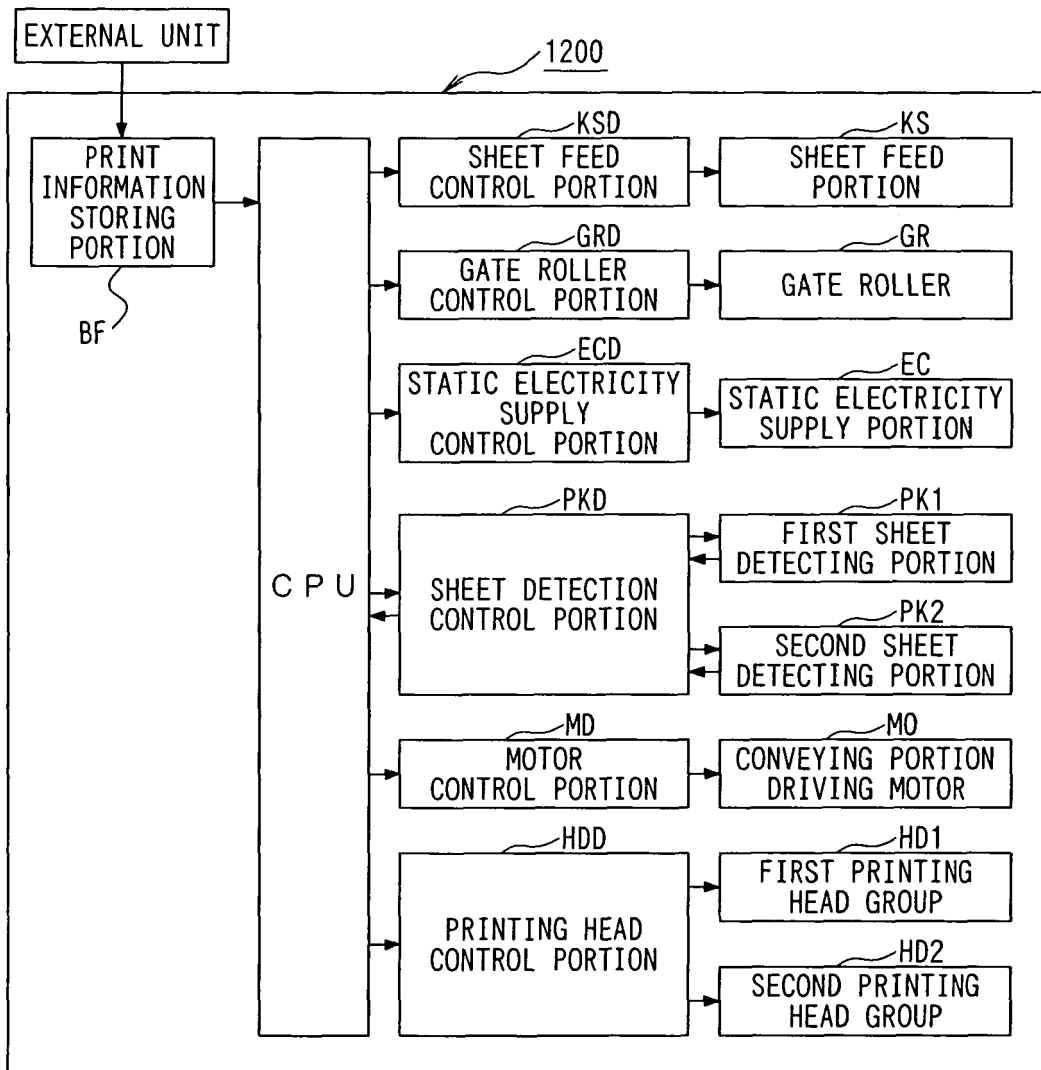 EXTERNAL UNIT
1200
PRINT
INFORMATION
STORING
PORTION
BF
CPU
KSD
SHEET FEED
CONTROL PORTION
KS
SHEET FEED
PORTION
GRD
GATE ROLLER
CONTROL PORTION
GR
GATE ROLLER
ECD
STATIC ELECTRICITY
SUPPLY
CONTROL PORTION
EC
STATIC ELECTRICITY
SUPPLY PORTION
PKD
SHEET DETECTION
CONTROL PORTION
PK1
FIRST SHEET
DETECTING PORTION
PK2
SECOND SHEET
DETECTING PORTION
MD
MOTOR
CONTROL PORTION
MO
CONVEYING PORTION
DRIVING MOTOR
HDD
PRINTING HEAD
CONTROL PORTION
HD1
FIRST PRINTING
HEAD GROUP
HD2
SECOND PRINTING
HEAD GROUP